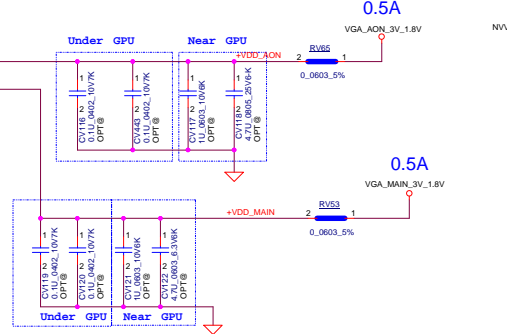 0.5A
VGA_AON_3V_1.8V
Under GPU
Near GPU
+VDD_AON
RV65
2
1
0_0603_5%
1
2
CV116
0.1U_0402_10V7K
OPT@
1
2
CV443
0.1U_0402_10V7K
OPT@
1
2
CV117
1U_0603_10V6K
OPT@
1
2
CV118
4.7U_0805_25V6-K
OPT@
0.5A
VGA_MAIN_3V_1.8V
+VDD_MAIN
RV53
2
1
0_0603_5%
1
2
CV119
0.1U_0402_10V7K
OPT@
1
2
CV120
0.1U_0402_10V7K
OPT@
1
2
CV121
1U_0603_10V6K
OPT@
1
2
CV122
4.7U_0603_6.3V6K
OPT@
Under GPU
Near GPU